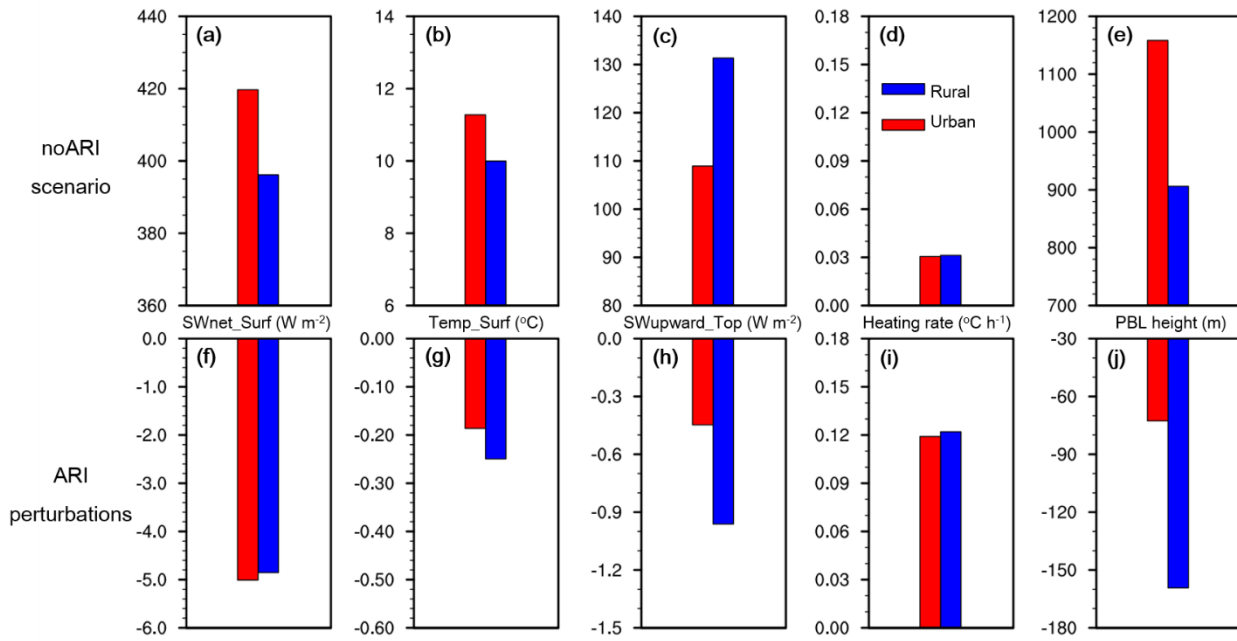 440 (a) 14 (b) 140 (c) 0.18 (d) 1200 (e)
420 12 130 0.15 Rural 1100
120 0.12 Urban
noARI
scenario
400 10 110 0.09 1000
100 0.06 900
380 8 90 0.03 800
360 6 80 0.00 700
SWnet_Surf (W m⁻²) Temp_Surf (°C) SWupward_Top (W m⁻²) Heating rate (°C h⁻¹) PBL height (m)
0.0 (f) 0.00 (g) 0.0 (h) 0.18 (i) -30 (j)
-1.0 -0.10 -0.3 0.15 -60
-2.0 -0.20 -0.6 0.12 -90
ARI
perturbations
-3.0 -0.30 0.09
-4.0 -0.40 -0.9 0.06 -120
-5.0 -0.50 -1.2 0.03 -150
-6.0 -0.60 -1.5 0.00 -180